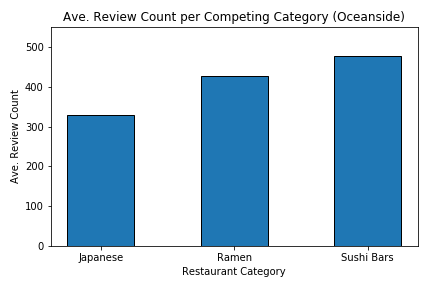 Ave. Review Count per Competing Category (Oceanside)
500
400
300
200
100
0
Ave. Review Count
Japanese
Ramen
Sushi Bars
Restaurant Category